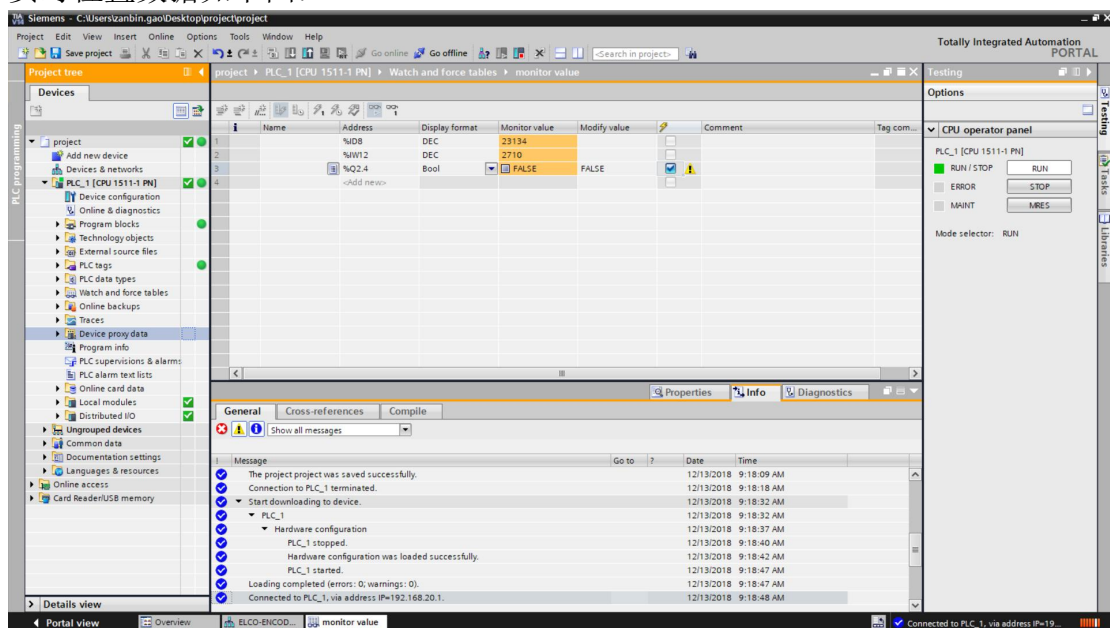 Siemens - C:\Users\zanbin.gao\Desktop\project\project
Project Edit View Insert Online Options Tools Window Help
Save project Go online Go offline <Search in project>
Totally Integrated Automation
PORTAL
Project tree
project ▸ PLC_1 [CPU 1511-1 PN] ▸ Watch and force tables ▸ monitor value
Testing
Devices
Options
PLC programming
Testing
Tasks
Libraries
i Name Address Display format Monitor value Modify value Comment Tag com...
1 %ID8 DEC 23134
2 %IW12 DEC 2710
3 %Q2.4 Bool FALSE FALSE
4 <Add new>
project
Add new device
Devices & networks
PLC_1 [CPU 1511-1 PN]
Device configuration
Online & diagnostics
Program blocks
Technology objects
External source files
PLC tags
PLC data types
Watch and force tables
Online backups
Traces
Device proxy data
Program info
PLC supervisions & alarms
PLC alarm text lists
Online card data
Local modules
Distributed I/O
Ungrouped devices
Common data
Documentation settings
Languages & resources
Online access
Card Reader/USB memory
CPU operator panel
PLC_1 [CPU 1511-1 PN]
RUN / STOP RUN
ERROR STOP
MAINT MRES
Mode selector: RUN
Properties Info Diagnostics
General Cross-references Compile
Show all messages
! Message Go to ? Date Time
The project project was saved successfully. 12/13/2018 9:18:09 AM
Connection to PLC_1 terminated. 12/13/2018 9:18:18 AM
Start downloading to device. 12/13/2018 9:18:32 AM
PLC_1 12/13/2018 9:18:32 AM
Hardware configuration 12/13/2018 9:18:37 AM
PLC_1 stopped. 12/13/2018 9:18:40 AM
Hardware configuration was loaded successfully. 12/13/2018 9:18:42 AM
PLC_1 started. 12/13/2018 9:18:47 AM
Loading completed (errors: 0; warnings: 0). 12/13/2018 9:18:47 AM
Connected to PLC_1, via address IP=192.168.20.1. 12/13/2018 9:18:48 AM
Details view
Portal view Overview ELCO-ENCOD... monitor value Connected to PLC_1, via address IP=19...